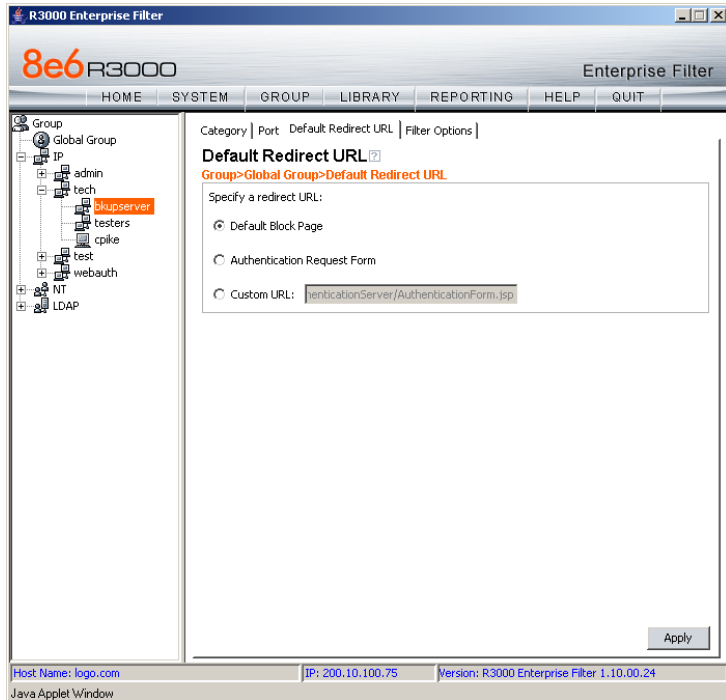 R3000 Enterprise Filter
8e6 R3000
Enterprise Filter
HOME SYSTEM GROUP LIBRARY REPORTING HELP QUIT
Group
Global Group
IP
admin
tech
bkupserver
testers
cpike
test
webauth
NT
LDAP
Category Port Default Redirect URL Filter Options
Default Redirect URL ?
Group>Global Group>Default Redirect URL
Specify a redirect URL:
Default Block Page
Authentication Request Form
Custom URL: henticationServer/AuthenticationForm.jsp
Apply
Host Name: logo.com IP: 200.10.100.75 Version: R3000 Enterprise Filter 1.10.00.24
Java Applet Window